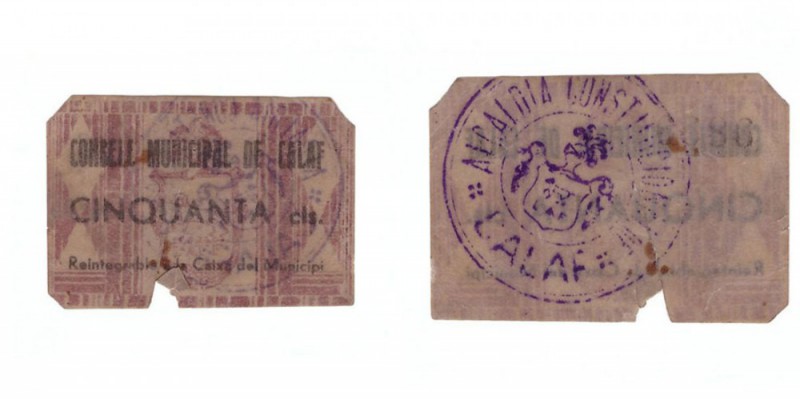 CONSELL MUNICIPAL DE CALAF
CINQUANTA cts.
Reintegrable a la Caixa del Municipi
ALCALDIA CONSTITUCIONAL
CALAF